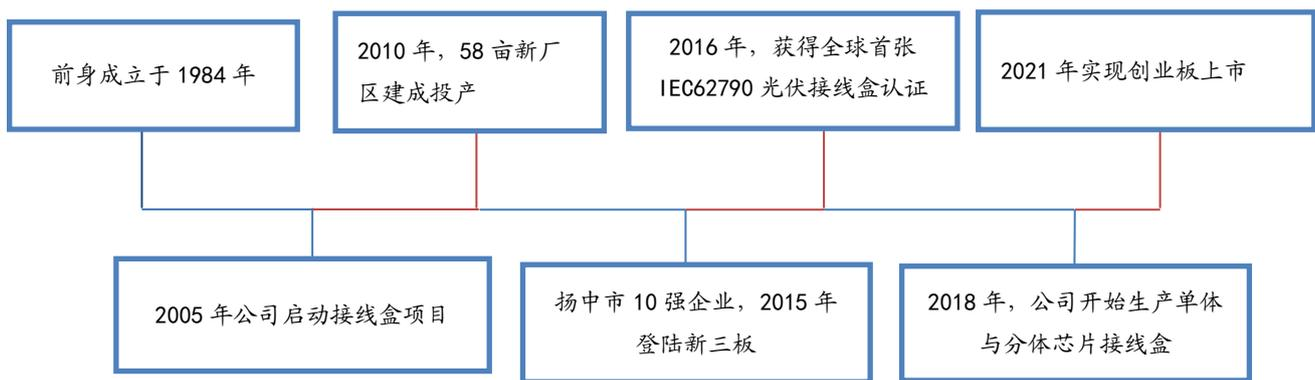 前身成立于 1984 年
2010 年，58 亩新厂
区建成投产
2016 年，获得全球首张
IEC62790 光伏接线盒认证
2021 年实现创业板上市
2005 年公司启动接线盒项目
扬中市 10 强企业，2015 年
登陆新三板
2018 年，公司开始生产单体
与分体芯片接线盒